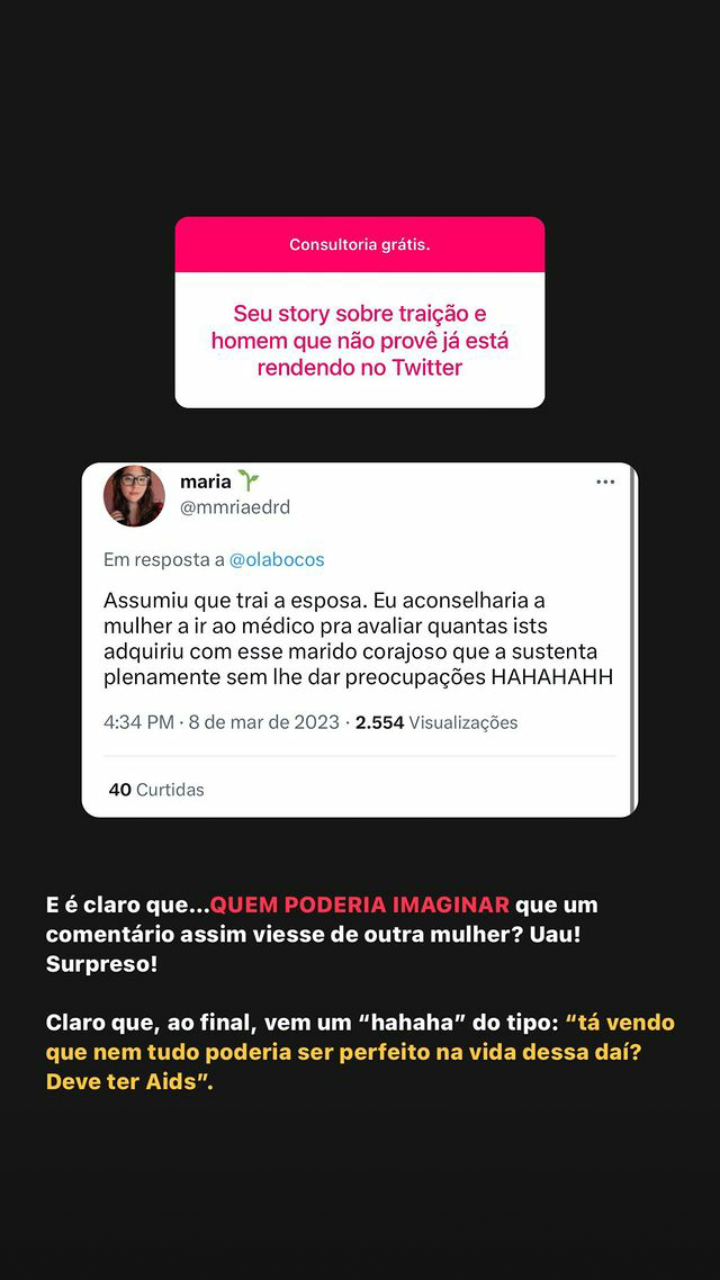 Consultoria grátis.
Seu story sobre traição e
homem que não provê já está
rendendo no Twitter
maria
@mmriaedrd
Em resposta a @olabocos
Assumiu que trai a esposa. Eu aconselharia a
mulher a ir ao médico pra avaliar quantas ists
adquiriu com esse marido corajoso que a sustenta
plenamente sem lhe dar preocupações HAHAHAHH
4:34 PM · 8 de mar de 2023 · 2.554 Visualizações
40 Curtidas
E é claro que...QUEM PODERIA IMAGINAR que um
comentário assim viesse de outra mulher? Uau!
Surpreso!
Claro que, ao final, vem um “hahaha” do tipo: “tá vendo
que nem tudo poderia ser perfeito na vida dessa daí?
Deve ter Aids”.